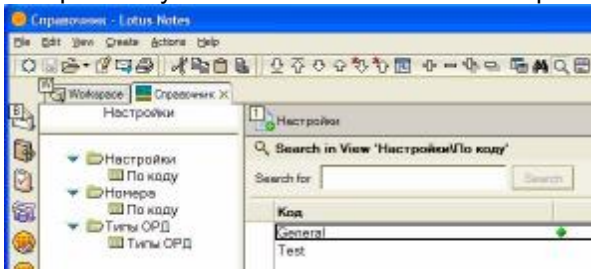 Справочник - Lotus Notes
File Edit View Create Actions Help
W
Workspace Справочник X
B
Настройки
1
Настройки
Настройки
По коду
Номера
По коду
Типы ОРД
Типы ОРД
Search in View 'Настройки\По коду'
Search for Search
Код
General
Test